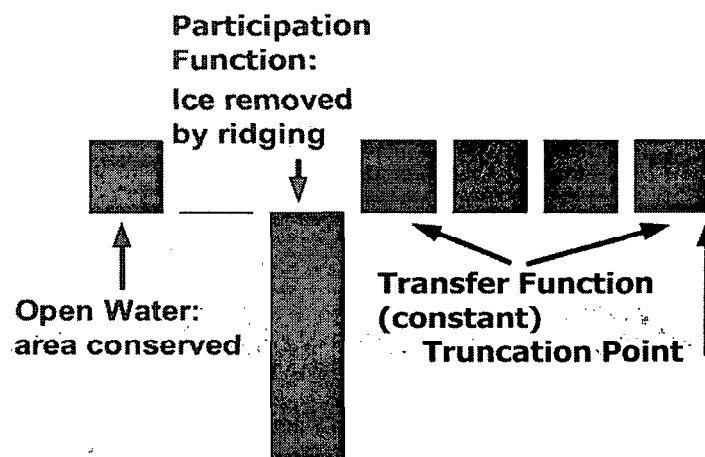 Participation
Function:
Ice removed
by ridging
Open Water:
area conserved
Transfer Function
(constant)
Truncation Point